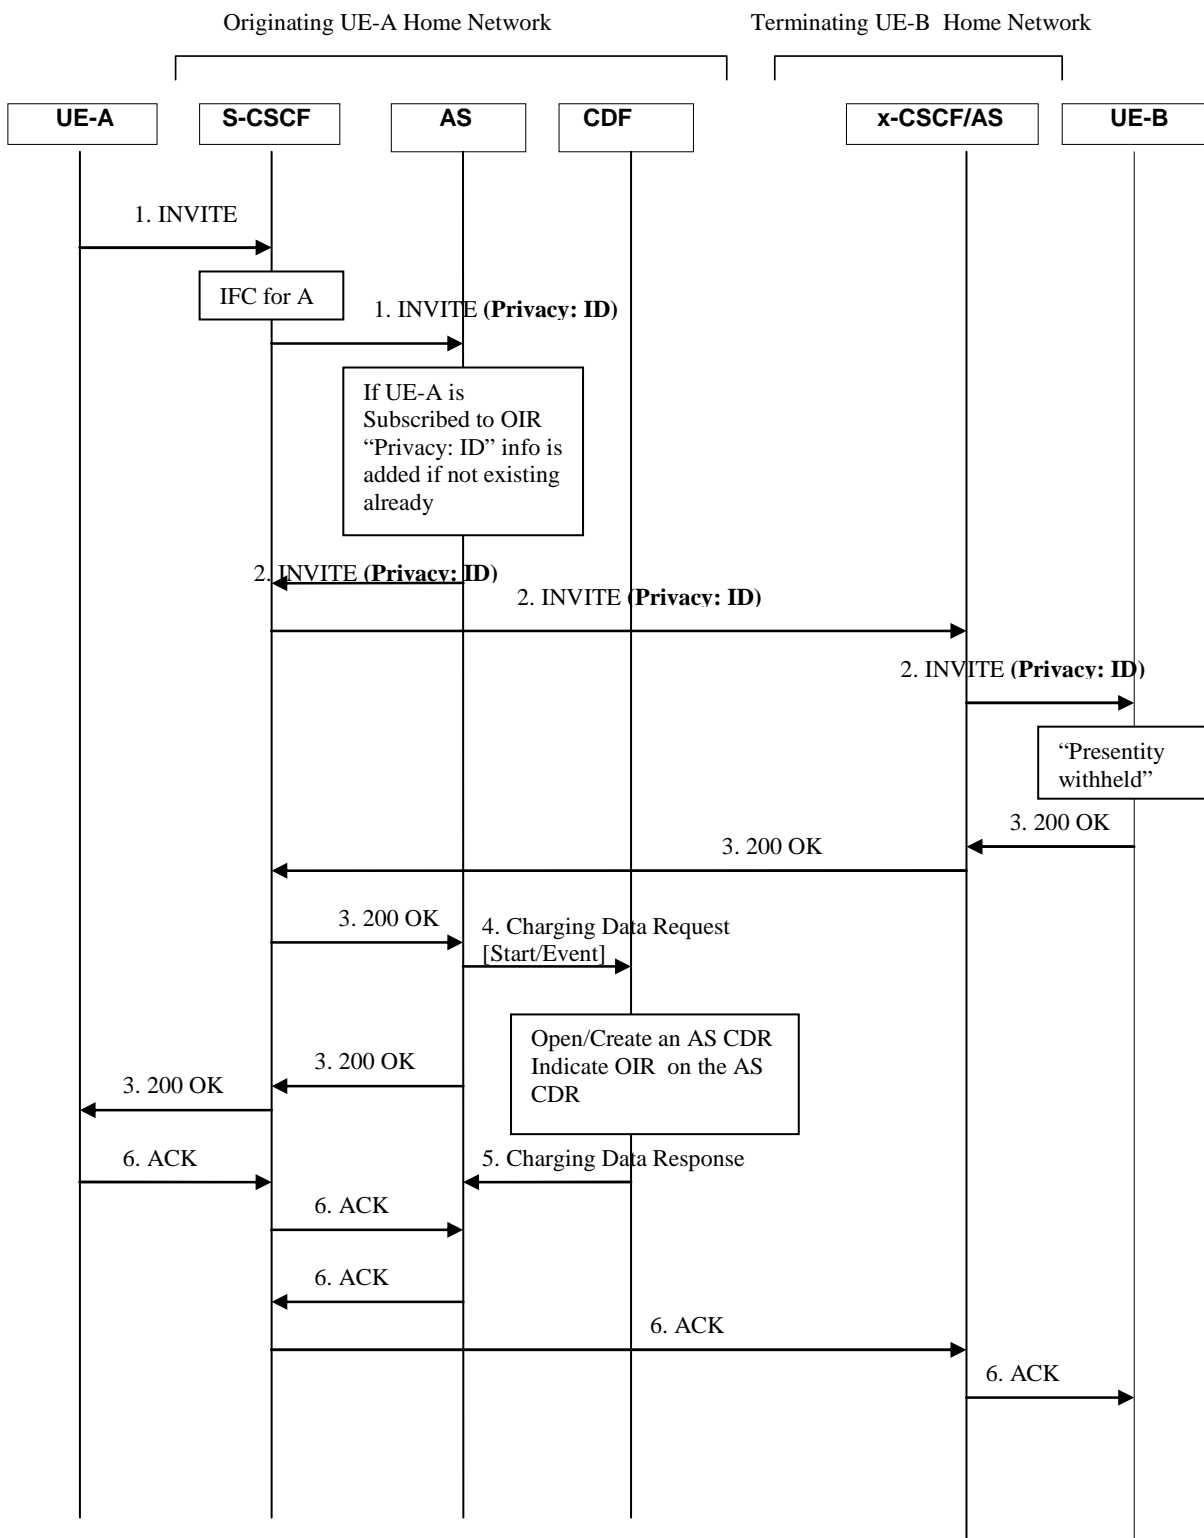 Originating UE-A Home Network
Terminating UE-B Home Network
UE-A
S-CSCF
AS
CDF
x-CSCF/AS
UE-B
1. INVITE
IFC for A
1. INVITE (Privacy: ID)
If UE-A is
Subscribed to OIR
“Privacy: ID” info is
added if not existing
already
2. INVITE (Privacy: ID)
2. INVITE (Privacy: ID)
2. INVITE (Privacy: ID)
“Presentity
withheld”
3. 200 OK
3. 200 OK
3. 200 OK
4. Charging Data Request
[Start/Event]
Open/Create an AS CDR
Indicate OIR on the AS
CDR
3. 200 OK
3. 200 OK
6. ACK
5. Charging Data Response
6. ACK
6. ACK
6. ACK
6. ACK